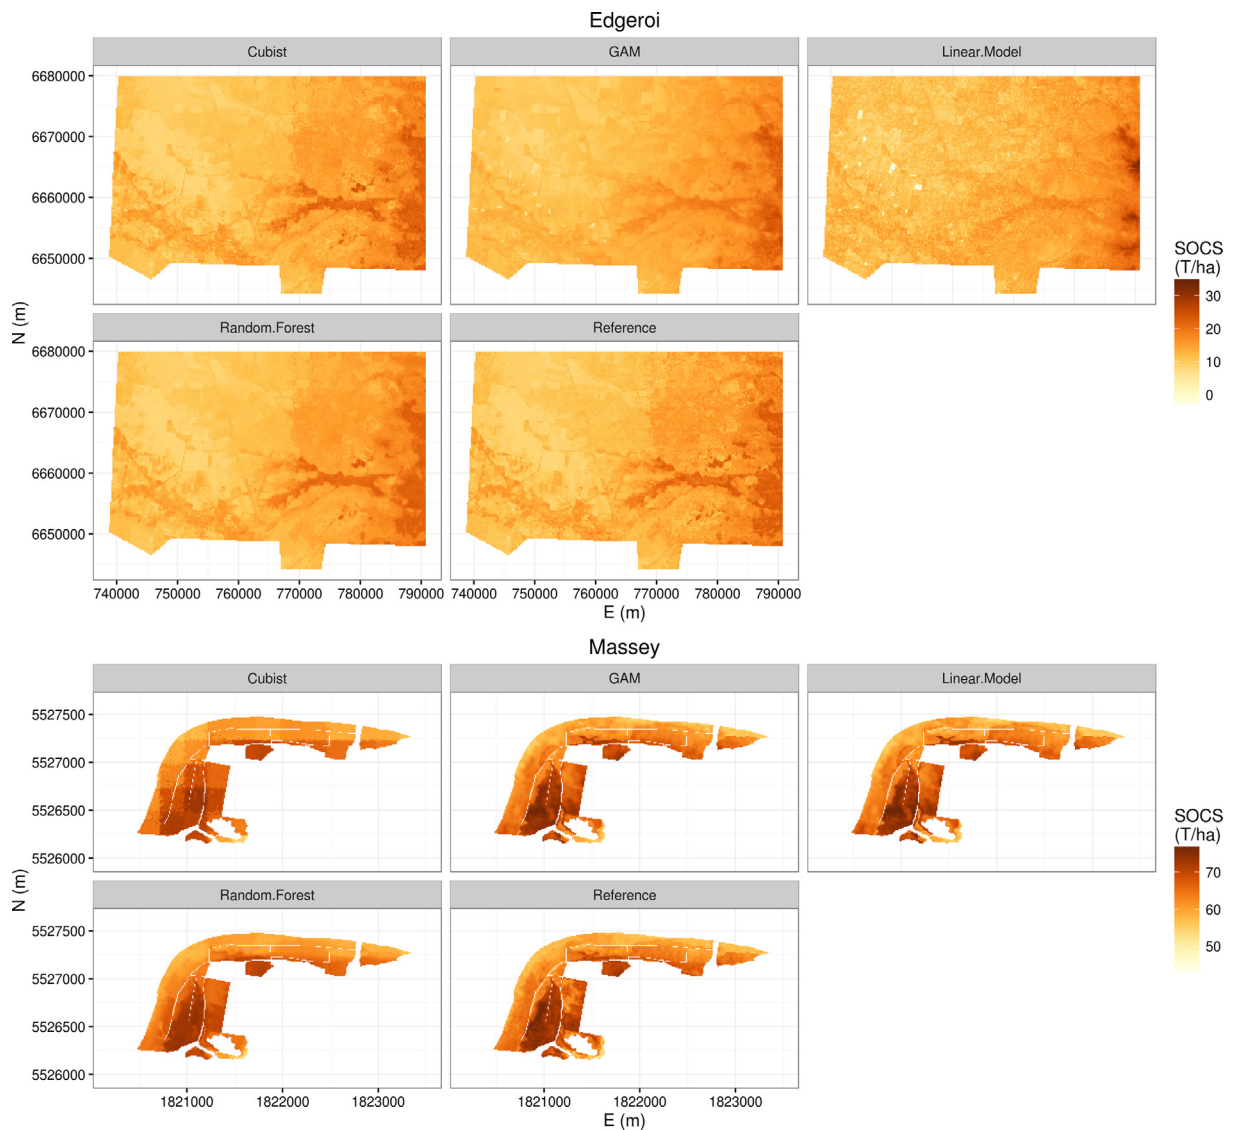 Edgeroi
Cubist
GAM
Linear.Model
6680000
6670000
6660000
6650000
Random.Forest
Reference
6680000
6670000
6660000
6650000
740000 750000 760000 770000 780000 790000
740000 750000 760000 770000 780000 790000
N (m)
E (m)
SOCS
(T/ha)
30
20
10
0
Massey
Cubist
GAM
Linear.Model
5527500
5527000
5526500
5526000
Random.Forest
Reference
5527500
5527000
5526500
5526000
1821000 1822000 1823000
1821000 1822000 1823000
N (m)
E (m)
SOCS
(T/ha)
70
60
50